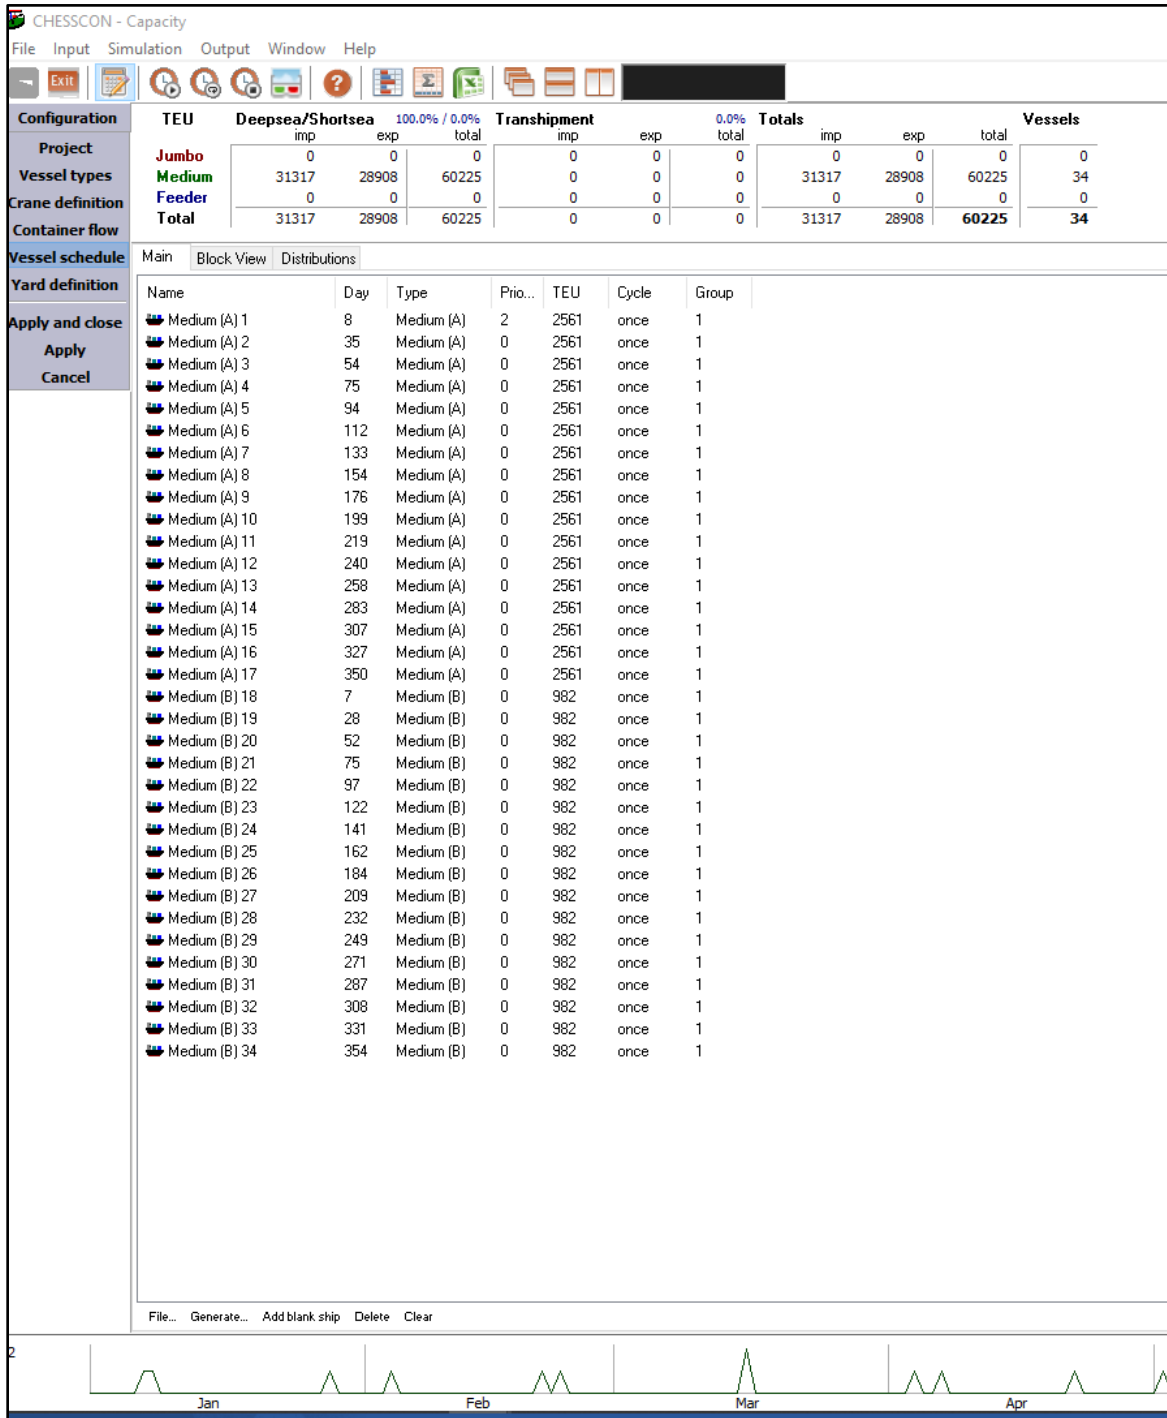 CHESSCON - Capacity
File Input Simulation Output Window Help
Exit
Configuration
Project
Vessel types
Crane definition
Container flow
Vessel schedule
Yard definition
Apply and close
Apply
Cancel
TEU Deepsea/Shortsea 100.0% / 0.0% Transhipment 0.0% Totals Vessels
imp exp total imp exp total imp exp total
Jumbo 0 0 0 0 0 0 0 0 0 0
Medium 31317 28908 60225 0 0 0 31317 28908 60225 34
Feeder 0 0 0 0 0 0 0 0 0 0
Total 31317 28908 60225 0 0 0 31317 28908 60225 34
Main Block View Distributions
Name Day Type Prio... TEU Cycle Group
Medium (A) 1 8 Medium (A) 2 2561 once 1
Medium (A) 2 35 Medium (A) 0 2561 once 1
Medium (A) 3 54 Medium (A) 0 2561 once 1
Medium (A) 4 75 Medium (A) 0 2561 once 1
Medium (A) 5 94 Medium (A) 0 2561 once 1
Medium (A) 6 112 Medium (A) 0 2561 once 1
Medium (A) 7 133 Medium (A) 0 2561 once 1
Medium (A) 8 154 Medium (A) 0 2561 once 1
Medium (A) 9 176 Medium (A) 0 2561 once 1
Medium (A) 10 199 Medium (A) 0 2561 once 1
Medium (A) 11 219 Medium (A) 0 2561 once 1
Medium (A) 12 240 Medium (A) 0 2561 once 1
Medium (A) 13 258 Medium (A) 0 2561 once 1
Medium (A) 14 283 Medium (A) 0 2561 once 1
Medium (A) 15 307 Medium (A) 0 2561 once 1
Medium (A) 16 327 Medium (A) 0 2561 once 1
Medium (A) 17 350 Medium (A) 0 2561 once 1
Medium (B) 18 7 Medium (B) 0 982 once 1
Medium (B) 19 28 Medium (B) 0 982 once 1
Medium (B) 20 52 Medium (B) 0 982 once 1
Medium (B) 21 75 Medium (B) 0 982 once 1
Medium (B) 22 97 Medium (B) 0 982 once 1
Medium (B) 23 122 Medium (B) 0 982 once 1
Medium (B) 24 141 Medium (B) 0 982 once 1
Medium (B) 25 162 Medium (B) 0 982 once 1
Medium (B) 26 184 Medium (B) 0 982 once 1
Medium (B) 27 209 Medium (B) 0 982 once 1
Medium (B) 28 232 Medium (B) 0 982 once 1
Medium (B) 29 249 Medium (B) 0 982 once 1
Medium (B) 30 271 Medium (B) 0 982 once 1
Medium (B) 31 287 Medium (B) 0 982 once 1
Medium (B) 32 308 Medium (B) 0 982 once 1
Medium (B) 33 331 Medium (B) 0 982 once 1
Medium (B) 34 354 Medium (B) 0 982 once 1
File... Generate... Add blank ship Delete Clear
2
Jan Feb Mar Apr